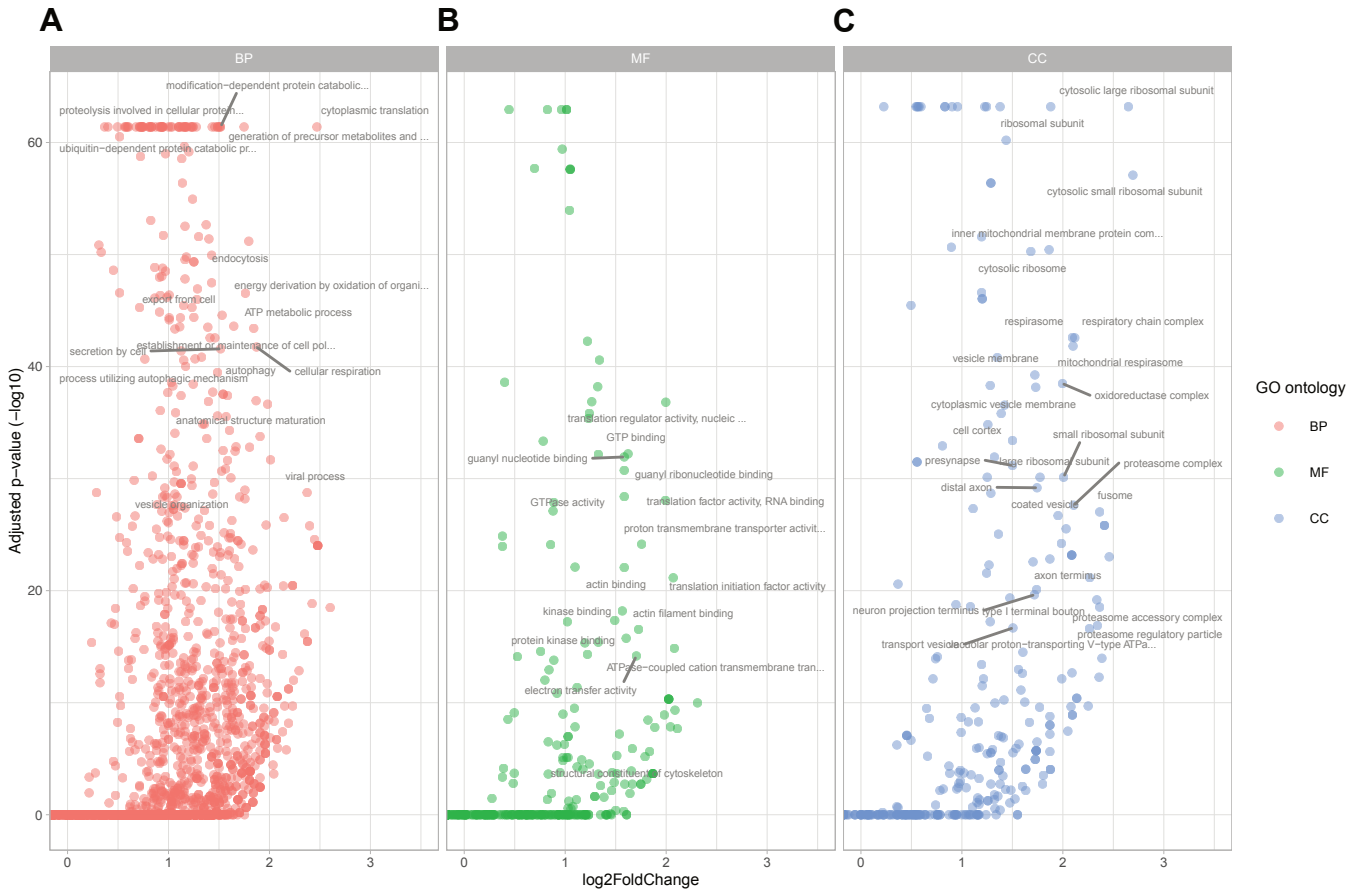 A
B
C
BP
MF
CC
modification−dependent protein catabolic...
proteolysis involved in cellular protein...
cytoplasmic translation
generation of precursor metabolites and ...
ubiquitin−dependent protein catabolic pr...
endocytosis
energy derivation by oxidation of organi...
export from cell
ATP metabolic process
establishment or maintenance of cell pol...
secretion by cell
autophagy
cellular respiration
process utilizing autophagic mechanism
anatomical structure maturation
viral process
vesicle organization
translation regulator activity, nucleic ...
GTP binding
guanyl nucleotide binding
guanyl ribonucleotide binding
GTPase activity
translation factor activity, RNA binding
proton transmembrane transporter activit...
actin binding
translation initiation factor activity
kinase binding
actin filament binding
protein kinase binding
ATPase−coupled cation transmembrane tran...
electron transfer activity
structural constituent of cytoskeleton
cytosolic large ribosomal subunit
ribosomal subunit
cytosolic small ribosomal subunit
inner mitochondrial membrane protein com...
cytosolic ribosome
respirasome
respiratory chain complex
vesicle membrane
mitochondrial respirasome
oxidoreductase complex
cytoplasmic vesicle membrane
cell cortex
small ribosomal subunit
presynapse
large ribosomal subunit
proteasome complex
distal axon
coated vesicle
fusome
axon terminus
neuron projection terminus
type I terminal bouton
proteasome accessory complex
proteasome regulatory particle
transport vesicle
vacuolar proton−transporting V−type ATPa...
60
40
20
0
Adjusted p−value (−log10)
0 1 2 3
0 1 2 3
0 1 2 3
log2FoldChange
GO ontology
BP
MF
CC